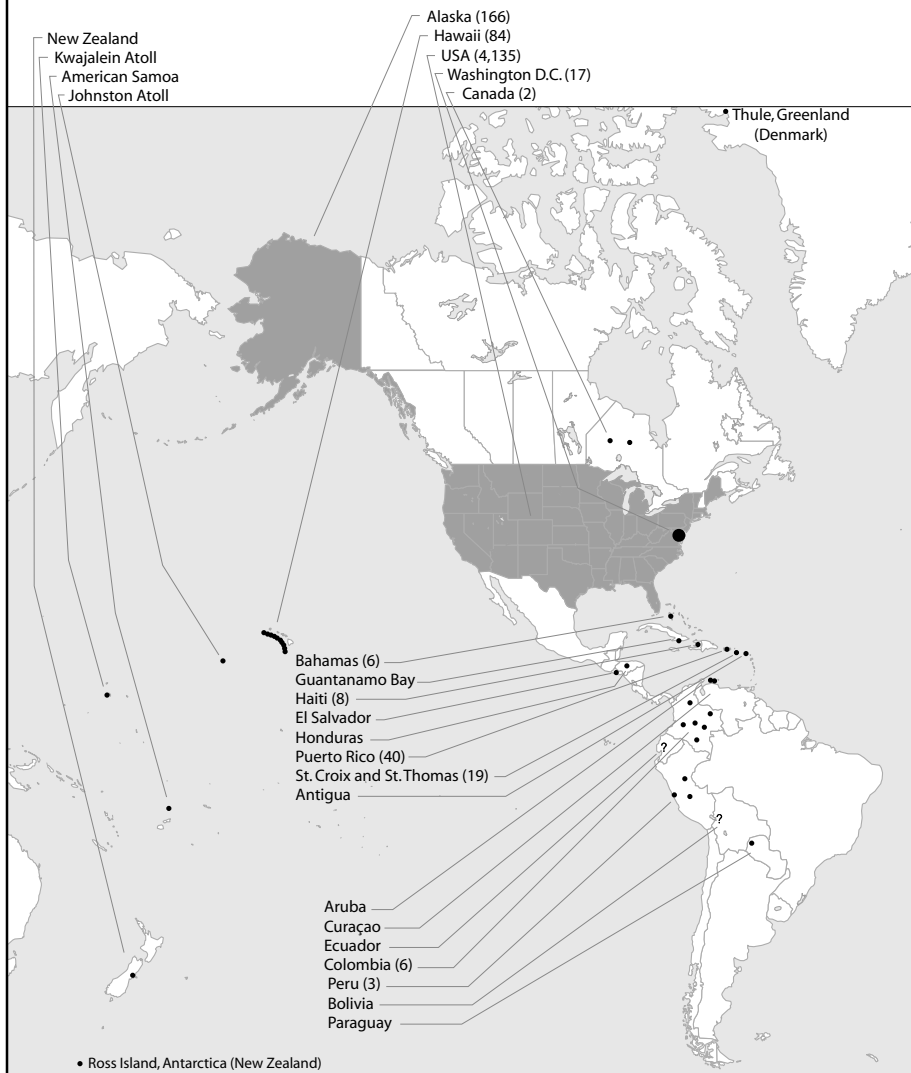 Alaska (166)
Hawaii (84)
USA (4,135)
Washington D.C. (17)
Canada (2)
New Zealand
Kwajalein Atoll
American Samoa
Johnston Atoll
Thule, Greenland
(Denmark)
Bahamas (6)
Guantanamo Bay
Haiti (8)
El Salvador
Honduras
Puerto Rico (40)
St. Croix and St. Thomas (19)
Antigua
?
?
Aruba
Curaçao
Ecuador
Colombia (6)
Peru (3)
Bolivia
Paraguay
Ross Island, Antarctica (New Zealand)